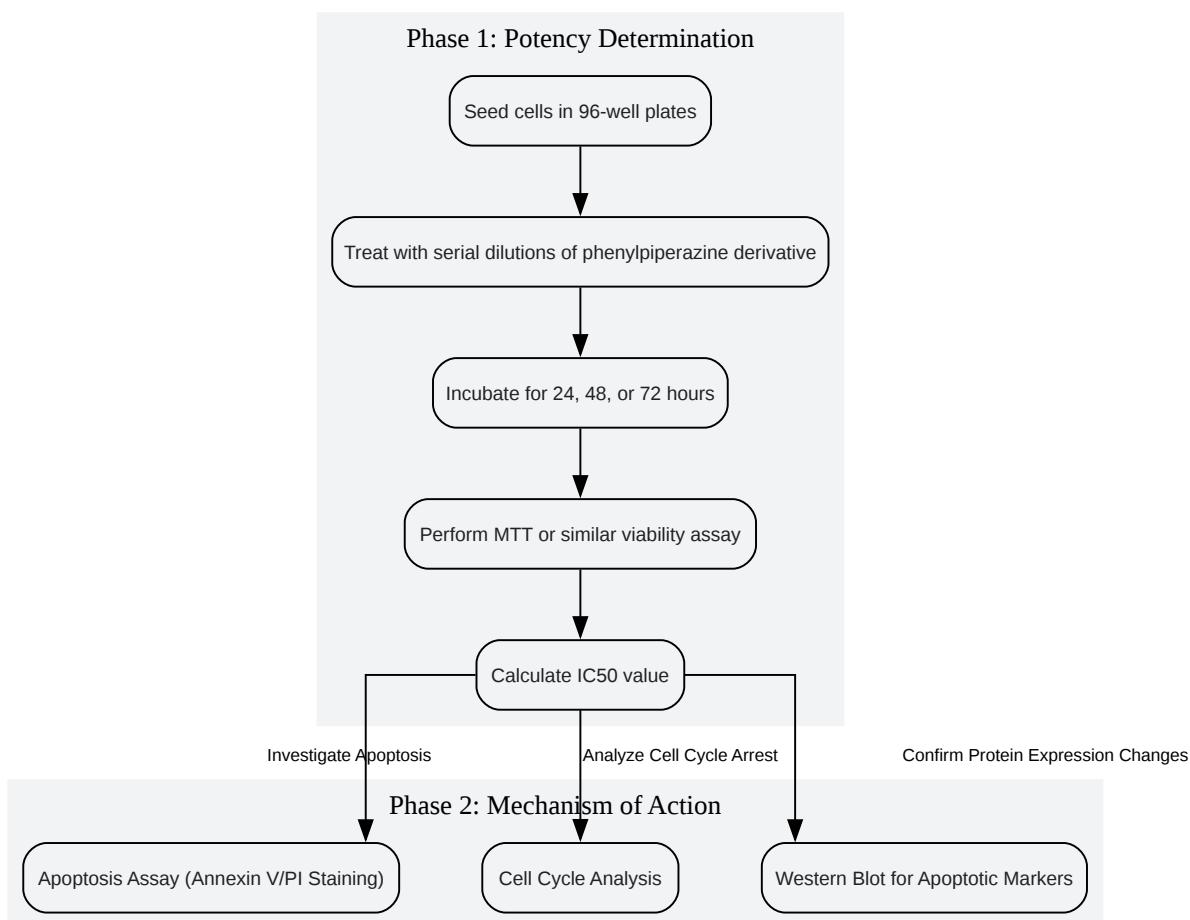 Phase 1: Potency Determination
Seed cells in 96-well plates
Treat with serial dilutions of phenylpiperazine derivative
Incubate for 24, 48, or 72 hours
Perform MTT or similar viability assay
Calculate IC50 value
Investigate Apoptosis
Analyze Cell Cycle Arrest
Confirm Protein Expression Changes
Phase 2: Mechanism of Action
Apoptosis Assay (Annexin V/PI Staining)
Cell Cycle Analysis
Western Blot for Apoptotic Markers